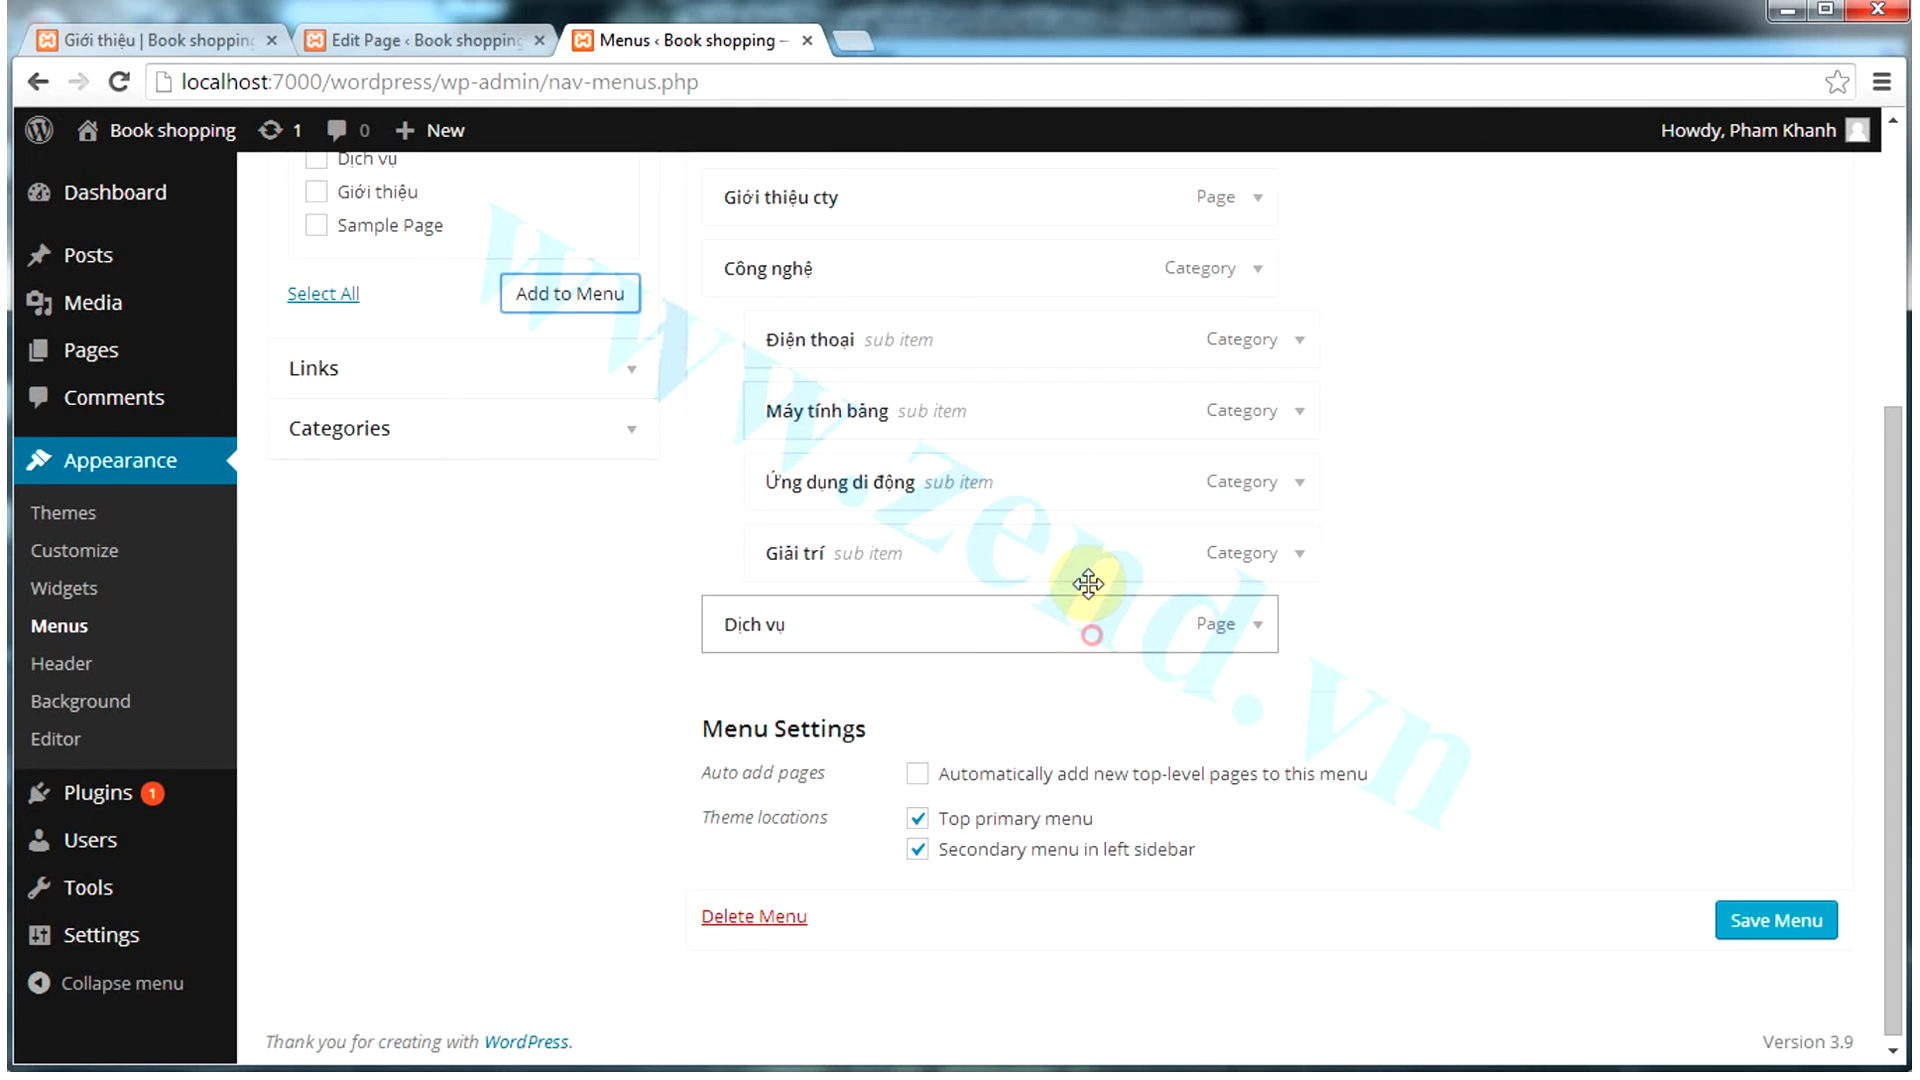 Giới thiệu | Book shopping
Edit Page ‹ Book shopping
Menus ‹ Book shopping —
localhost:7000/wordpress/wp-admin/nav-menus.php
Book shopping
1
0
New
Howdy, Pham Khanh
Dashboard
Posts
Media
Pages
Comments
Appearance
Themes
Customize
Widgets
Menus
Header
Background
Editor
Plugins 1
Users
Tools
Settings
Collapse menu
Dịch vụ
Giới thiệu
Sample Page
Select All
Add to Menu
Links
Categories
Giới thiệu cty Page
Công nghệ Category
Điện thoại sub item Category
Máy tính bảng sub item Category
Ứng dụng di động sub item Category
Giải trí sub item Category
Dịch vụ Page
Menu Settings
Auto add pages Automatically add new top-level pages to this menu
Theme locations Top primary menu
Secondary menu in left sidebar
Delete Menu
Save Menu
Thank you for creating with WordPress.
Version 3.9
www.zend.vn